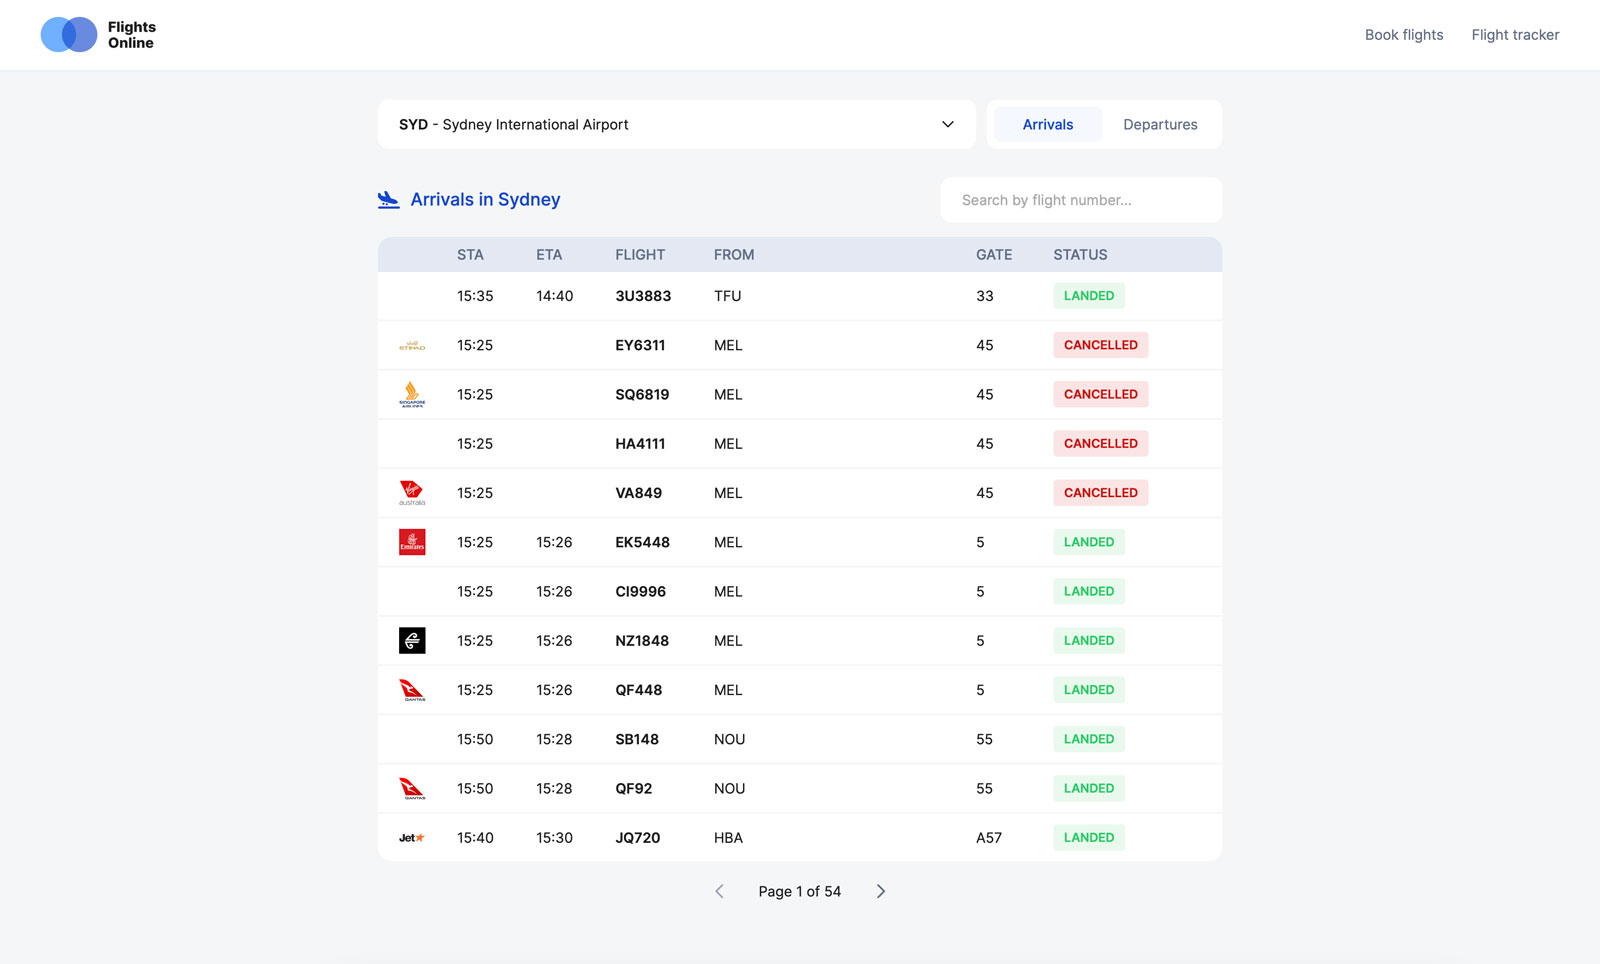 Flights
Online
Book flights Flight tracker
SYD - Sydney International Airport
Arrivals Departures
Arrivals in Sydney
Search by flight number...
STA ETA FLIGHT FROM GATE STATUS
15:35 14:40 3U3883 TFU 33 LANDED
ETIHAD 15:25 EY6311 MEL 45 CANCELLED
SINGAPORE
AIRLINES
15:25 SQ6819 MEL 45 CANCELLED
15:25 HA4111 MEL 45 CANCELLED
Virgin
australia
15:25 VA849 MEL 45 CANCELLED
Emirates 15:25 15:26 EK5448 MEL 5 LANDED
15:25 15:26 CI9996 MEL 5 LANDED
15:25 15:26 NZ1848 MEL 5 LANDED
QANTAS 15:25 15:26 QF448 MEL 5 LANDED
15:50 15:28 SB148 NOU 55 LANDED
QANTAS 15:50 15:28 QF92 NOU 55 LANDED
Jet 15:40 15:30 JQ720 HBA A57 LANDED
Page 1 of 54